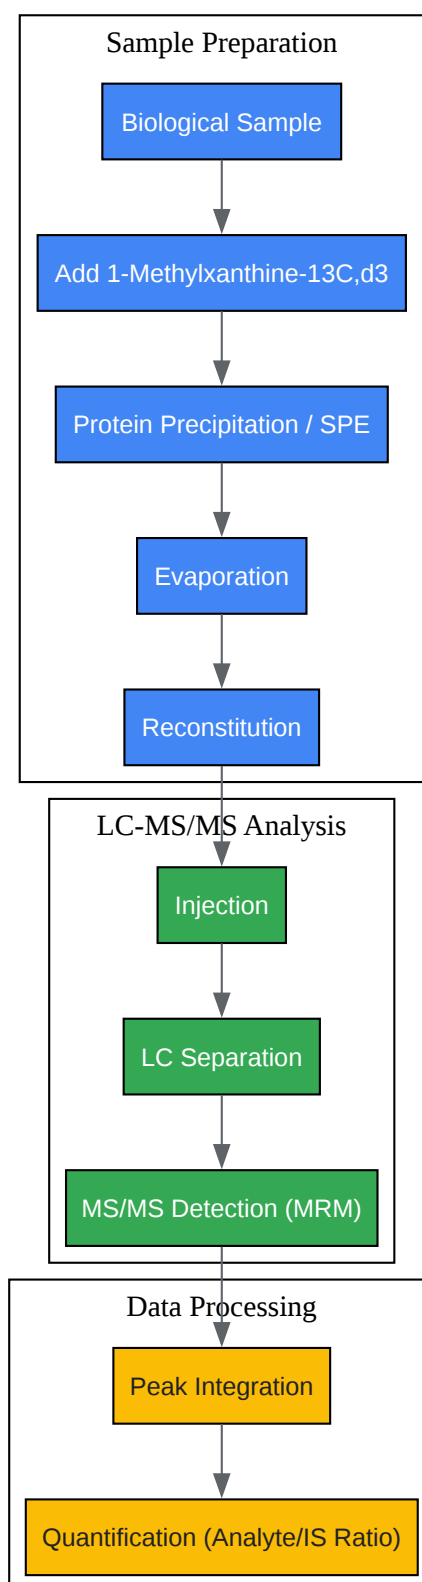 Sample Preparation
Biological Sample
Add 1-Methylxanthine-13C,d3
Protein Precipitation / SPE
Evaporation
Reconstitution
LC-MS/MS Analysis
Injection
LC Separation
MS/MS Detection (MRM)
Data Processing
Peak Integration
Quantification (Analyte/IS Ratio)